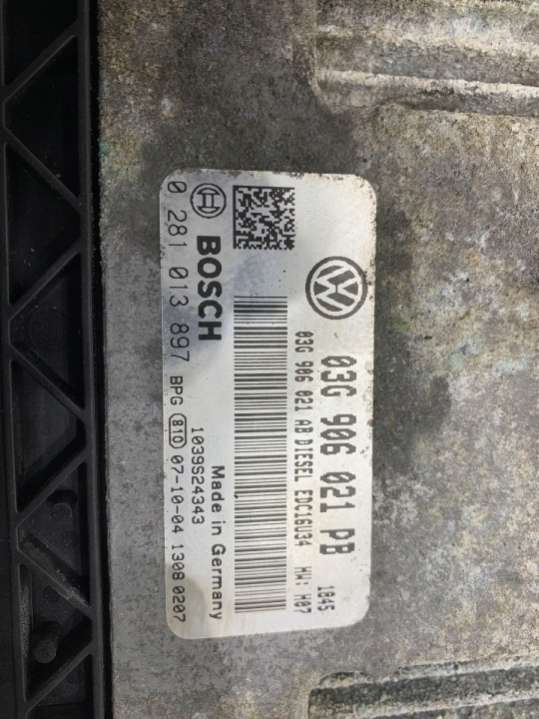 03G 906 021 PB
1845
03G 906 021 AB DIESEL EDC16U34 HW: H07
BOSCH
Made in Germany
1039S24343
0 281 013 897 BPG 810 07-10-04 1308 0207